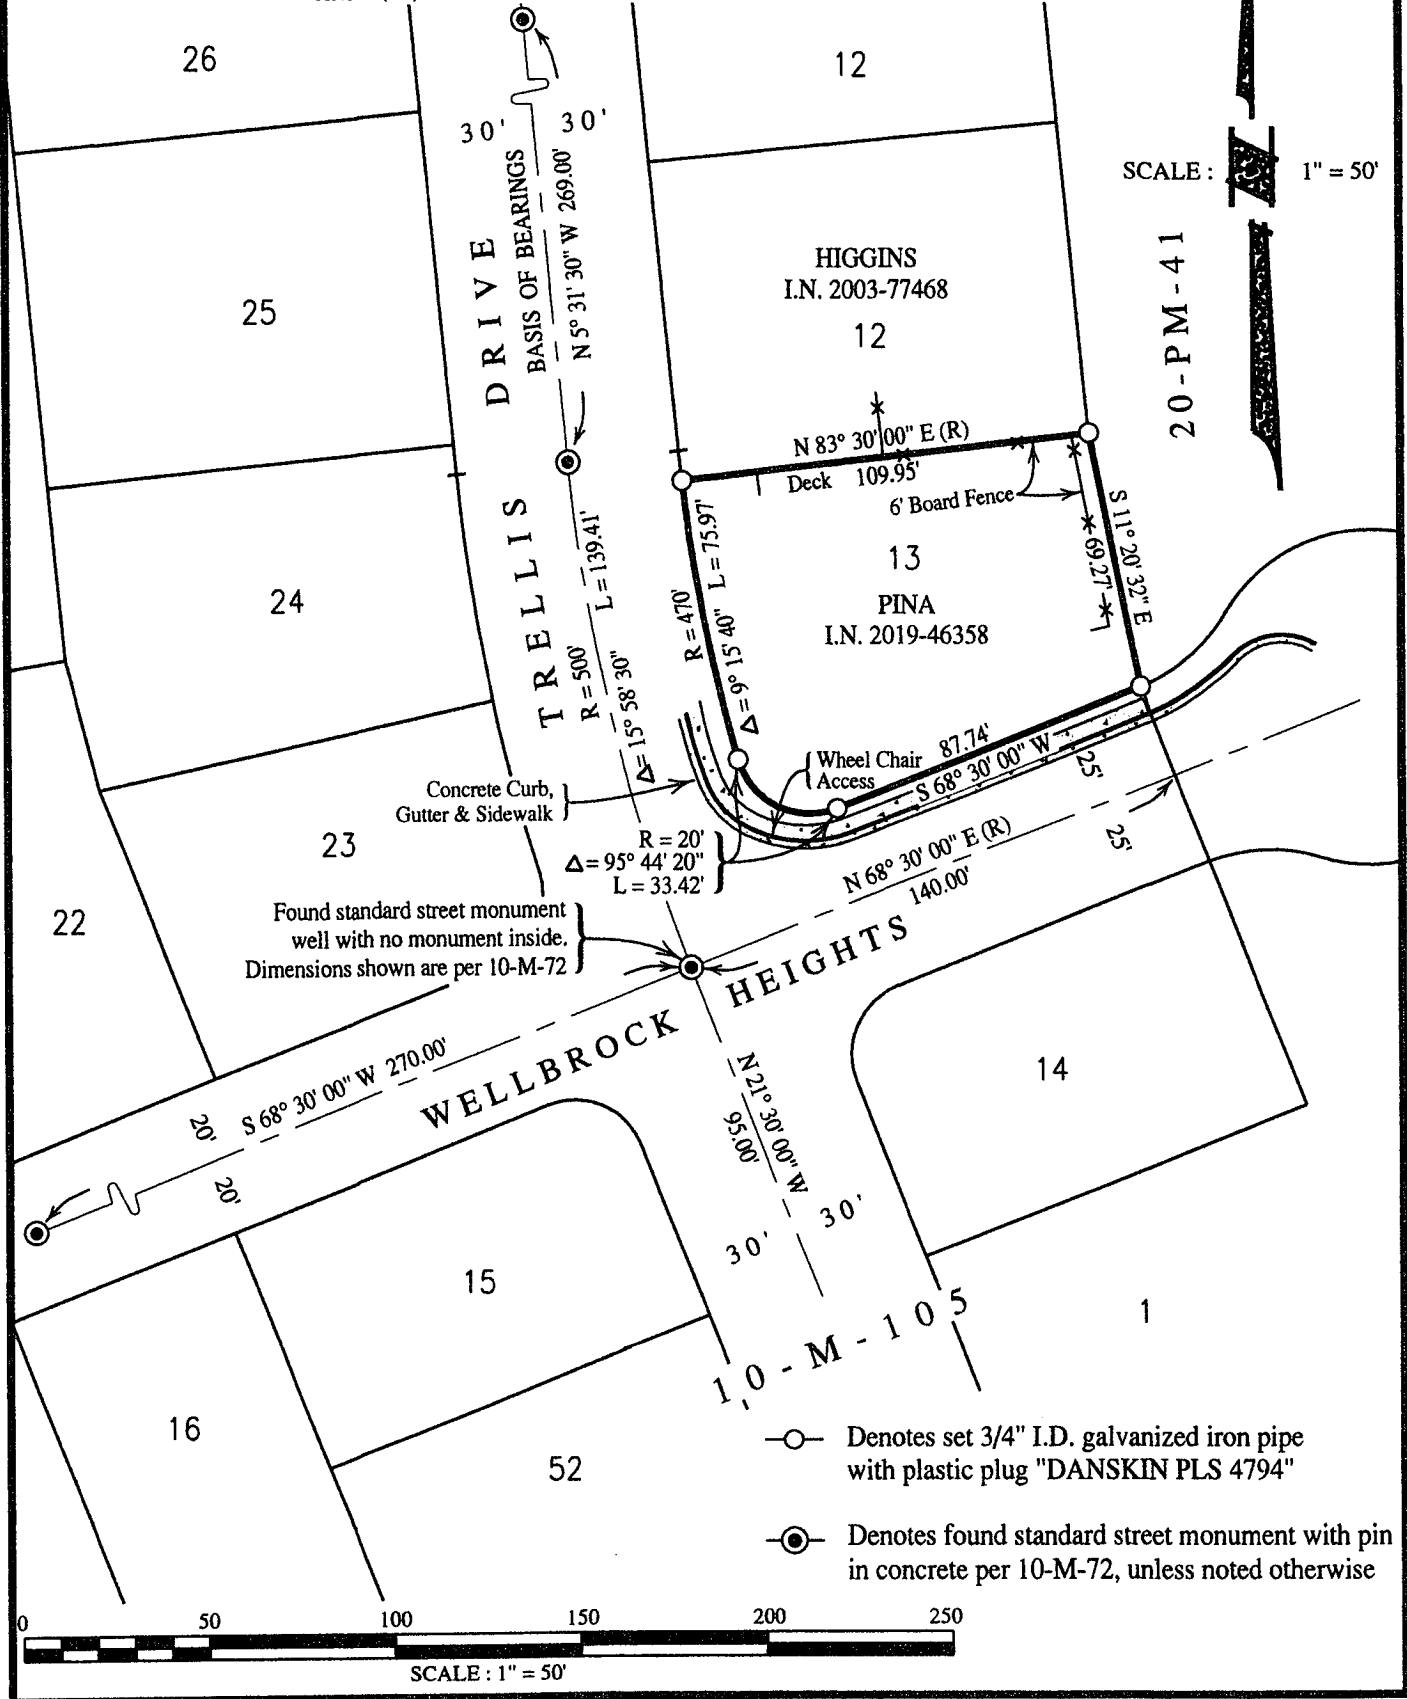 26
12
30' 30'
SCALE : 1" = 50'
BASIS OF BEARINGS
N 5° 31' 30" W 269.00'
TRELLIS DRIVE
25
HIGGINS
I.N. 2003-77468
12
20-PM-41
N 83° 30' 00" E (R)
Deck 109.95'
6' Board Fence
S 11° 20' 32" E
69.27'
13
PINA
I.N. 2019-46358
R = 470' L = 75.97'
Δ = 9° 15' 40"
L = 139.41'
R = 500'
Δ = 15° 58' 30"
24
Wheel Chair
Access
87.74'
S 68° 30' 00" W
25'
25'
Concrete Curb,
Gutter & Sidewalk
R = 20'
Δ = 95° 44' 20"
L = 33.42'
N 68° 30' 00" E (R)
140.00'
23
22
Found standard street monument
well with no monument inside.
Dimensions shown are per 10-M-72
WELLBROCK HEIGHTS
S 68° 30' 00" W 270.00'
20'
20'
N 21° 30' 00" W
95.00'
14
30' 30'
15
10-M-105
1
16
52
Denotes set 3/4" I.D. galvanized iron pipe
with plastic plug "DANSKIN PLS 4794"
Denotes found standard street monument with pin
in concrete per 10-M-72, unless noted otherwise
0 50 100 150 200 250
SCALE : 1" = 50'